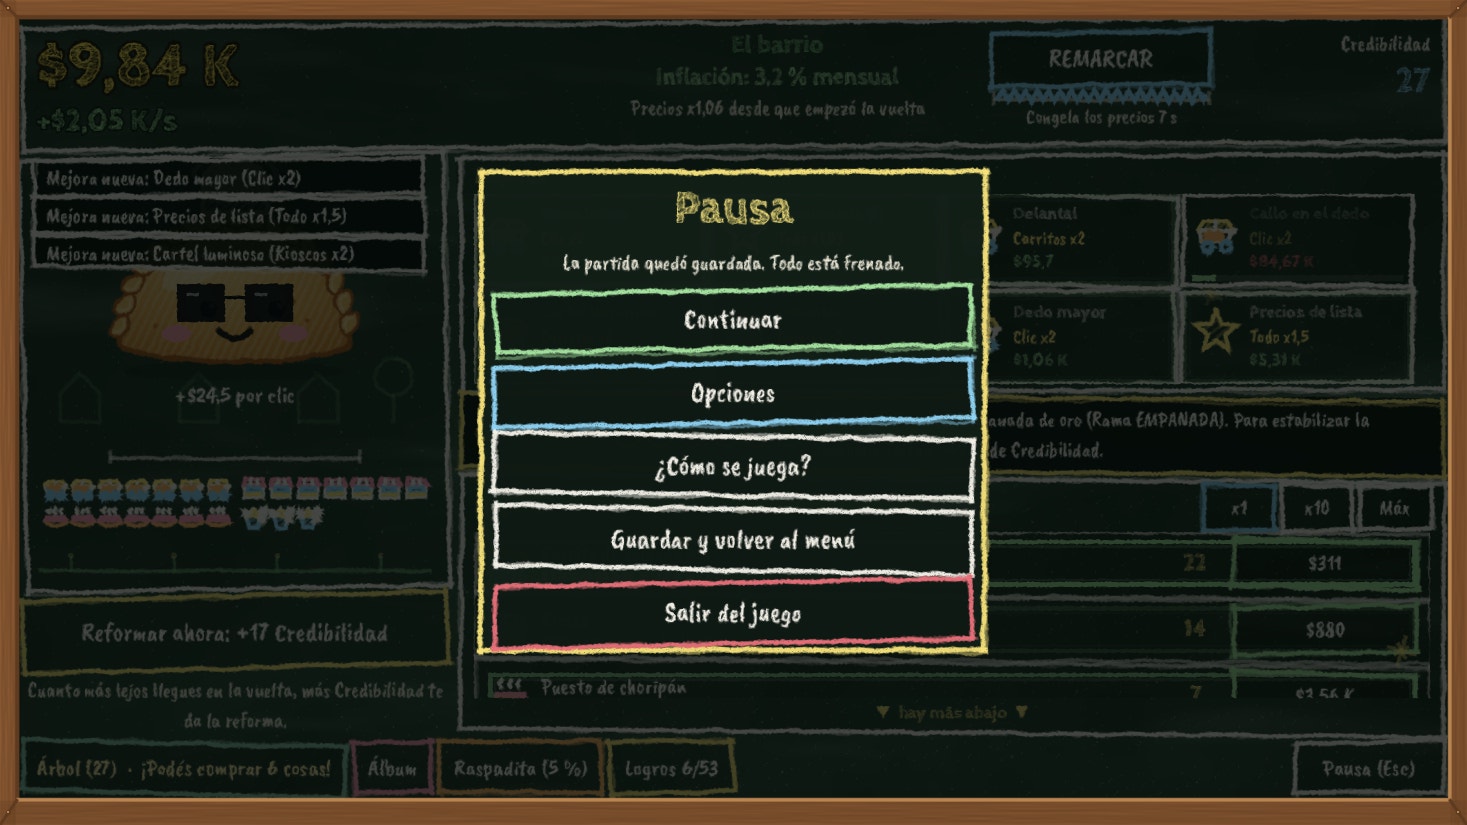 $9,84 K
+$2,05 K/s
El barrio
Inflación: 3,2 % mensual
Precios x1,06 desde que empezó la vuelta
REMARCAR
Congela los precios 7 s
Credibilidad
27
Mejora nueva: Dedo mayor (Clic x2)
Mejora nueva: Precios de lista (Todo x1,5)
Mejora nueva: Cartel luminoso (Kioscos x2)
+$24,5 por clic
Reformar ahora: +17 Credibilidad
Cuanto más lejos llegues en la vuelta, más Credibilidad te
da la reforma.
Pausa
La partida quedó guardada. Todo está frenado.
Continuar
Opciones
¿Cómo se juega?
Guardar y volver al menú
Salir del juego
Delantal
Carritos x2
$95,7
Callo en el dedo
Clic x2
$84,67 K
Dedo mayor
Clic x2
$1,06 K
Precios de lista
Todo x1,5
$5,31 K
de oro (Rama EMPANADA). Para estabilizar la
de Credibilidad.
x1
x10
Máx
22
$311
14
$880
Puesto de choripán
7
$3,56 K
▼ hay más abajo ▼
Árbol (27) · ¡Podés comprar 6 cosas!
Álbum
Raspadita (5 %)
Logros 6/53
Pausa (Esc)